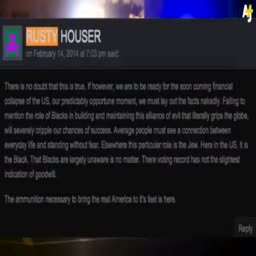 RUSTY HOUSER
on February 14, 2014 at 7:03 pm said:
There is no doubt that this is true. If however, we are to be ready for the soon coming financial
collapse of the US, our predictably opportune moment, we must lay out the facts nakedly. Failing to
mention the role of Blacks in building and maintaining this alliance of evil that literally grips the globe,
will severely cripple our chances of success. Average people must see a connection between
everyday life and standing without fear. Elsewhere this particular role is the Jew. Here in the US, it is
the Black. That Blacks are largely unaware is no matter. There voting record has not the slightest
indication of goodwill.
The ammunition necessary to bring the real America to it's feet is here.
Reply